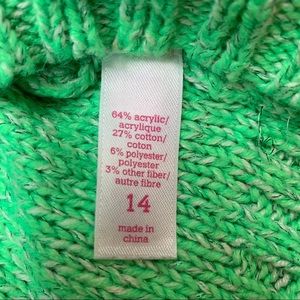 64% acrylic/
acrylique
27% cotton/
coton
6% polyester/
polyester
3% other fiber/
autre fibre
14
made in
china